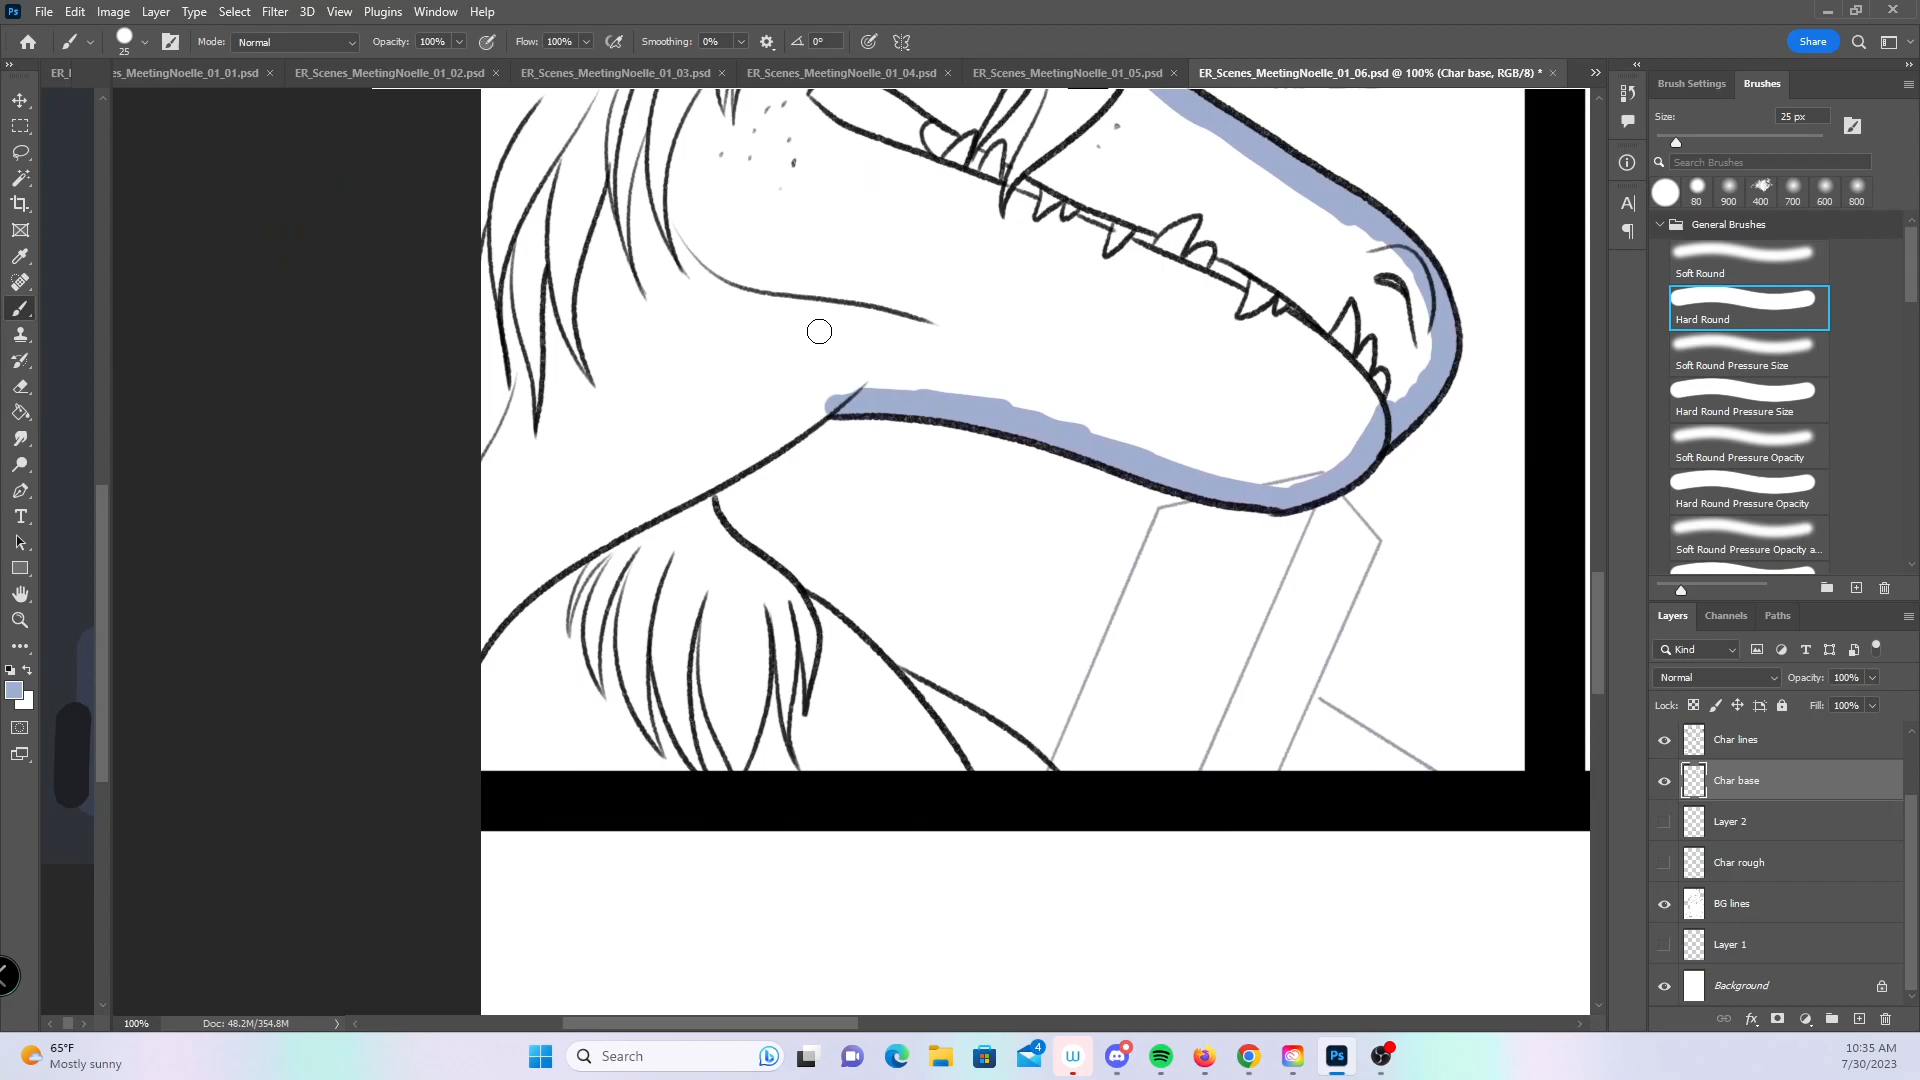 Ps File Edit Image Layer Type Select Filter 3D View Plugins Window Help
25 Mode: Normal Opacity: 100% Flow: 100% Smoothing: 0% 0° Share
ER_I es_MeetingNoelle_01_01.psd ER_Scenes_MeetingNoelle_01_02.psd ER_Scenes_MeetingNoelle_01_03.psd ER_Scenes_MeetingNoelle_01_04.psd ER_Scenes_MeetingNoelle_01_05.psd ER_Scenes_MeetingNoelle_01_06.psd @ 100% (Char base, RGB/8) *
Brush Settings Brushes
Size: 25 px
Search Brushes
80 900 400 700 600 800
General Brushes
Soft Round
Hard Round
Soft Round Pressure Size
Hard Round Pressure Size
Soft Round Pressure Opacity
Hard Round Pressure Opacity
Soft Round Pressure Opacity a...
Layers Channels Paths
Kind
Normal Opacity: 100%
Lock: Fill: 100%
Char lines
Char base
Layer 2
Char rough
BG lines
Layer 1
Background
100% Doc: 48.2M/354.8M
65°F
Mostly sunny
Search
4
Ps
10:35 AM
7/30/2023